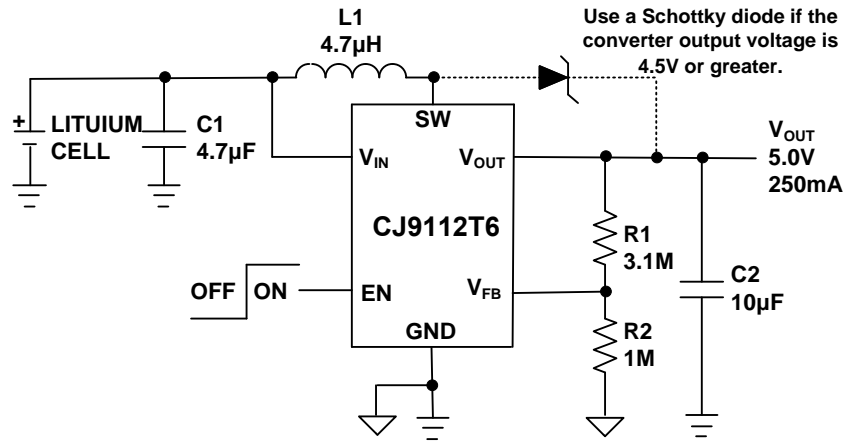 L1
4.7µH
Use a Schottky diode if the
converter output voltage is
4.5V or greater.
+
LITUIUM
CELL
C1
4.7µF
SW
VIN
VOUT
CJ9112T6
EN
VFB
GND
OFF
ON
R1
3.1M
R2
1M
C2
10µF
VOUT
5.0V
250mA